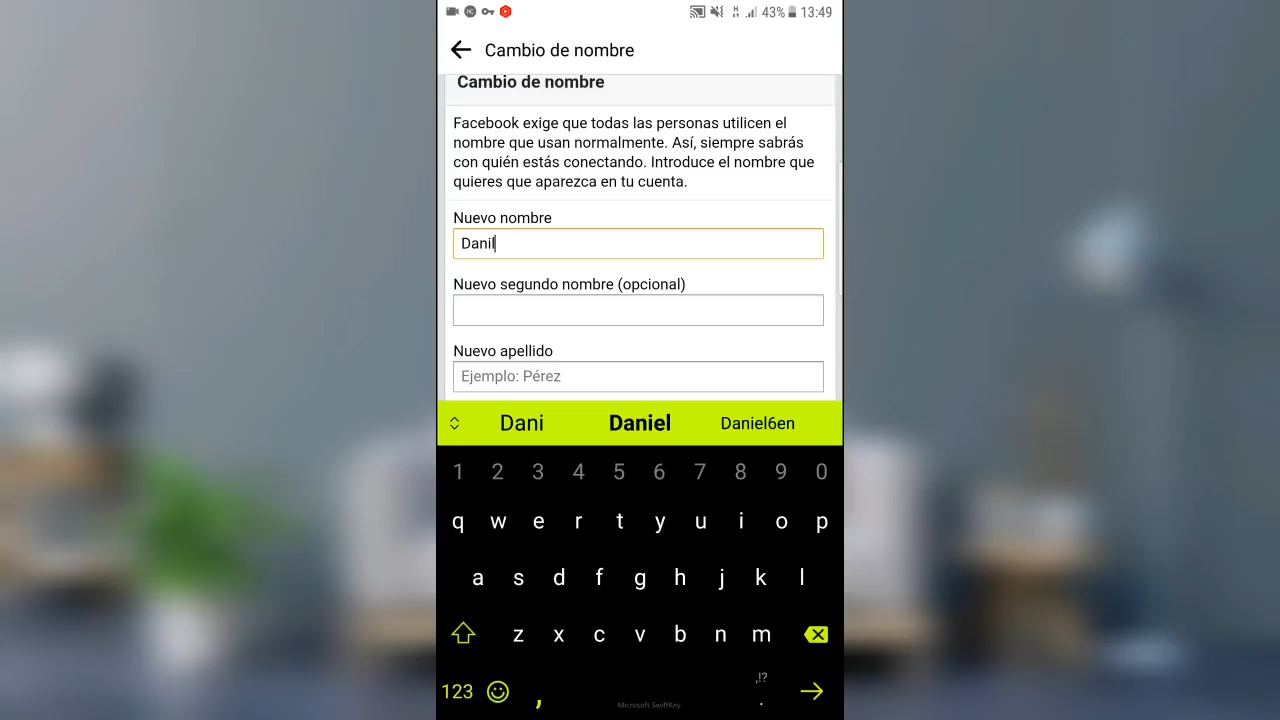 43% 13:49
Cambio de nombre
Cambio de nombre
Facebook exige que todas las personas utilicen el
nombre que usan normalmente. Así, siempre sabrás
con quién estás conectando. Introduce el nombre que
quieres que aparezca en tu cuenta.
Nuevo nombre
Danil
Nuevo segundo nombre (opcional)
Nuevo apellido
Ejemplo: Pérez
Dani Daniel Daniel6en
1 2 3 4 5 6 7 8 9 0
q w e r t y u i o p
a s d f g h j k l
z x c v b n m
,!?
123 , .
Microsoft SwiftKey